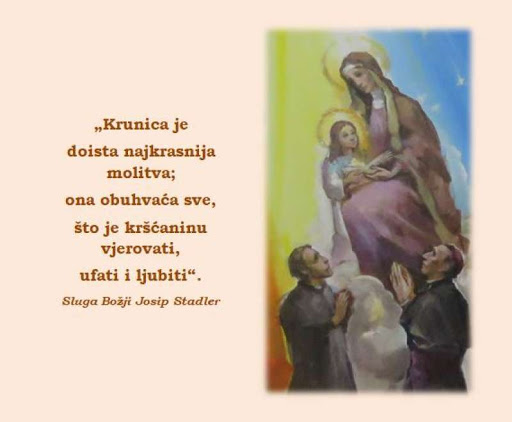 „Krunica je
doista najkrasnija
molitva;
ona obuhvaća sve,
što je kršćaninu
vjerovati,
ufati i ljubiti“.
Sluga Božji Josip Stadler